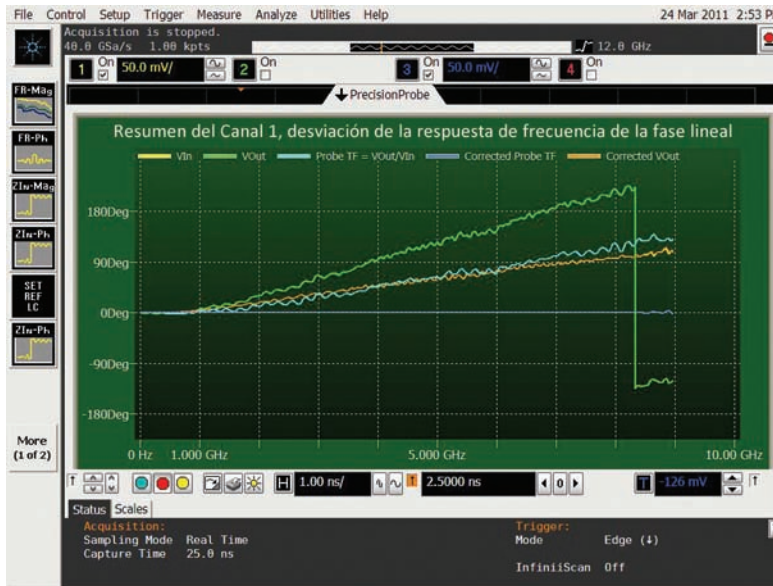 File Control Setup Trigger Measure Analyze Utilities Help 24 Mar 2011 2:53 P
Acquisition is stopped.
40.0 GSa/s 1.00 kpts 12.0 GHz
1 On 50.0 mV/ 2 On 3 On 50.0 mV/ 4 On
PrecisionProbe
FR-Mag
FR-Ph
ZIn-Mag
ZIn-Ph
SET
REF
LC
ZIn-Ph
More
(1 of 2)
Resumen del Canal 1, desviación de la respuesta de frecuencia de la fase lineal
VIn VOut Probe TF = VOut/VIn Corrected Probe TF Corrected VOut
180Deg
90Deg
0Deg
-90Deg
-180Deg
0 Hz 1.000 GHz 5.000 GHz 10.00 GHz
H 1.00 ns/ 2.5000 ns 0 T -126 mV
Status Scales
Acquisition: Trigger:
Sampling Mode Real Time Mode Edge (↓)
Capture Time 25.0 ns
InfiniiScan Off